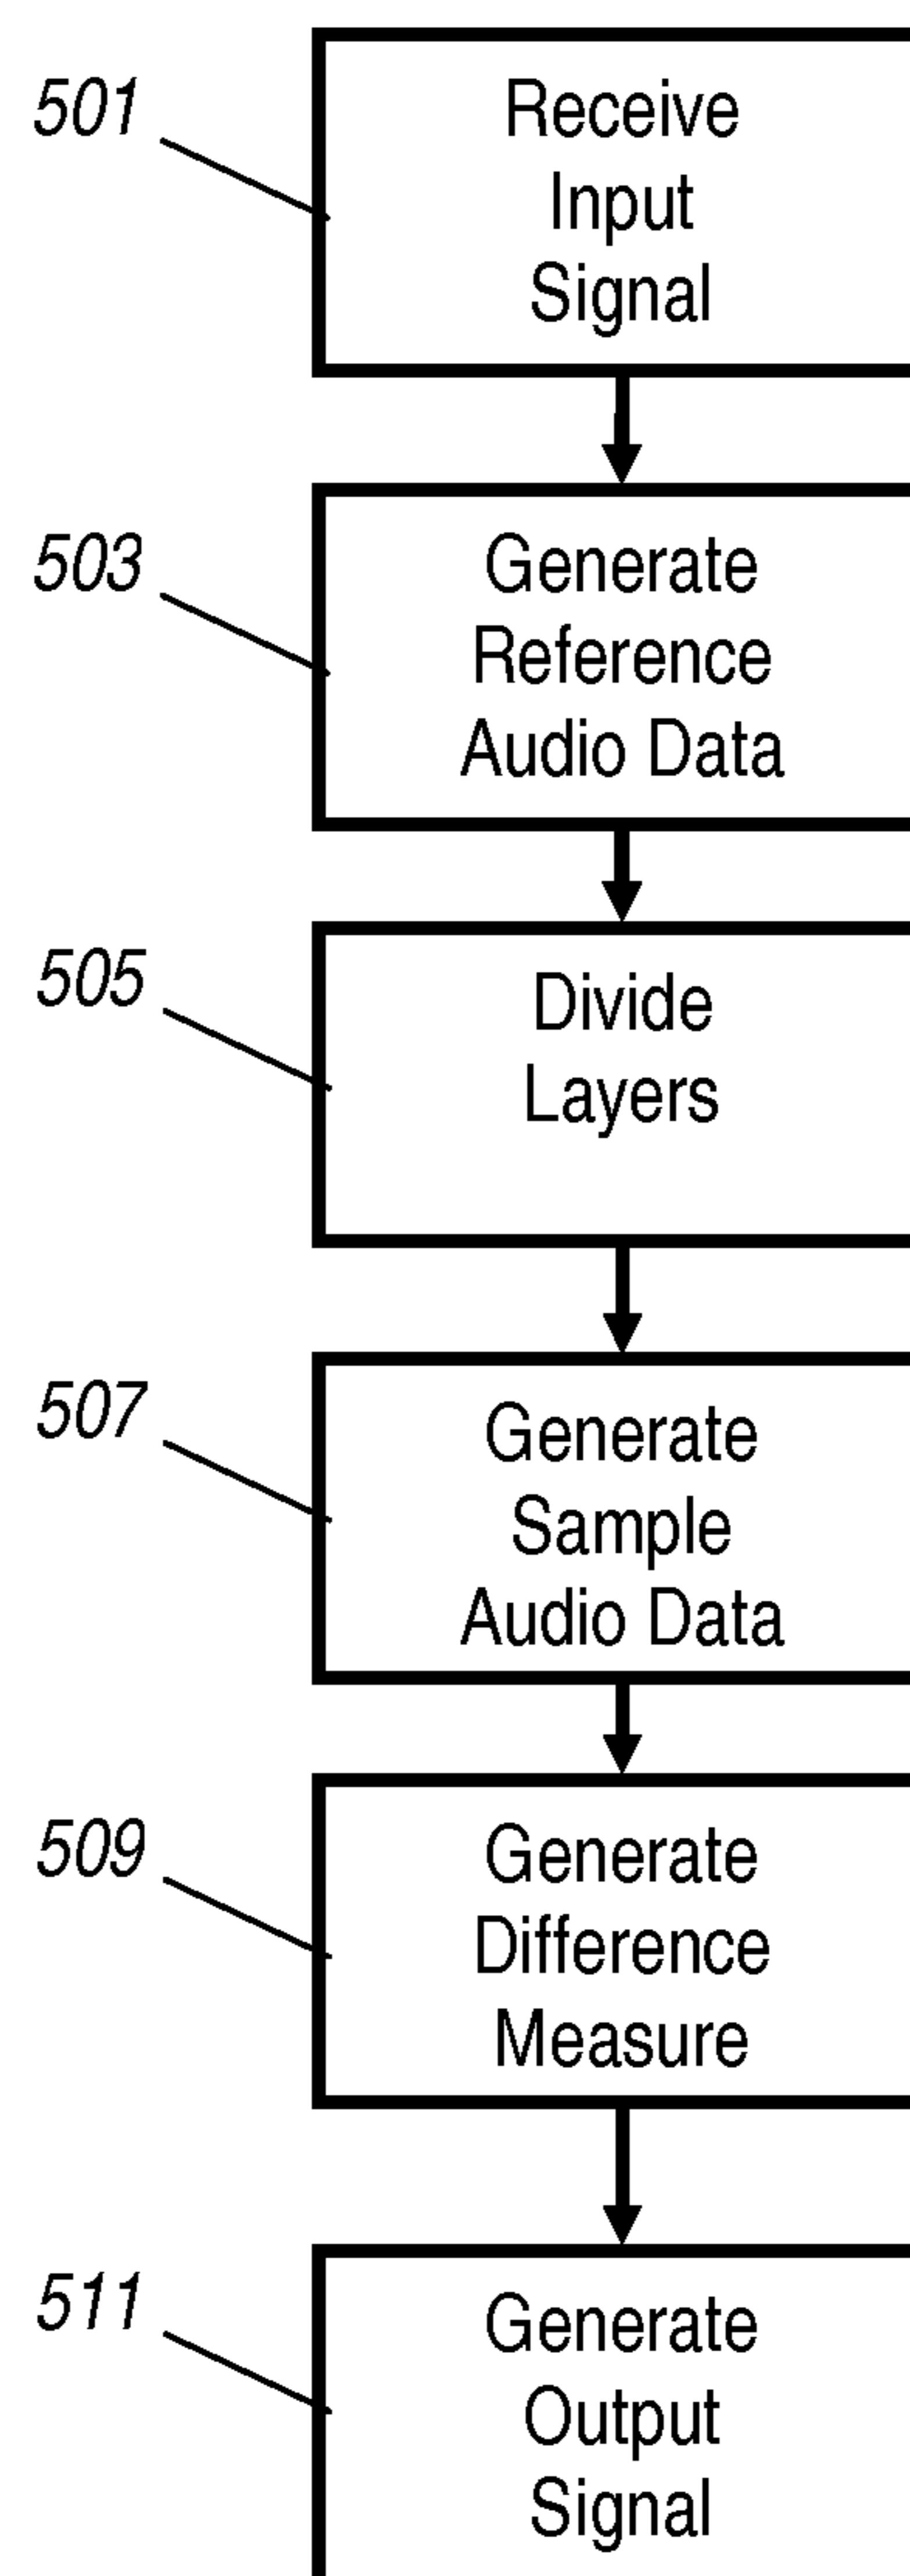 501
Receive
Input
Signal
503
Generate
Reference
Audio Data
505
Divide
Layers
507
Generate
Sample
Audio Data
509
Generate
Difference
Measure
511
Generate
Output
Signal